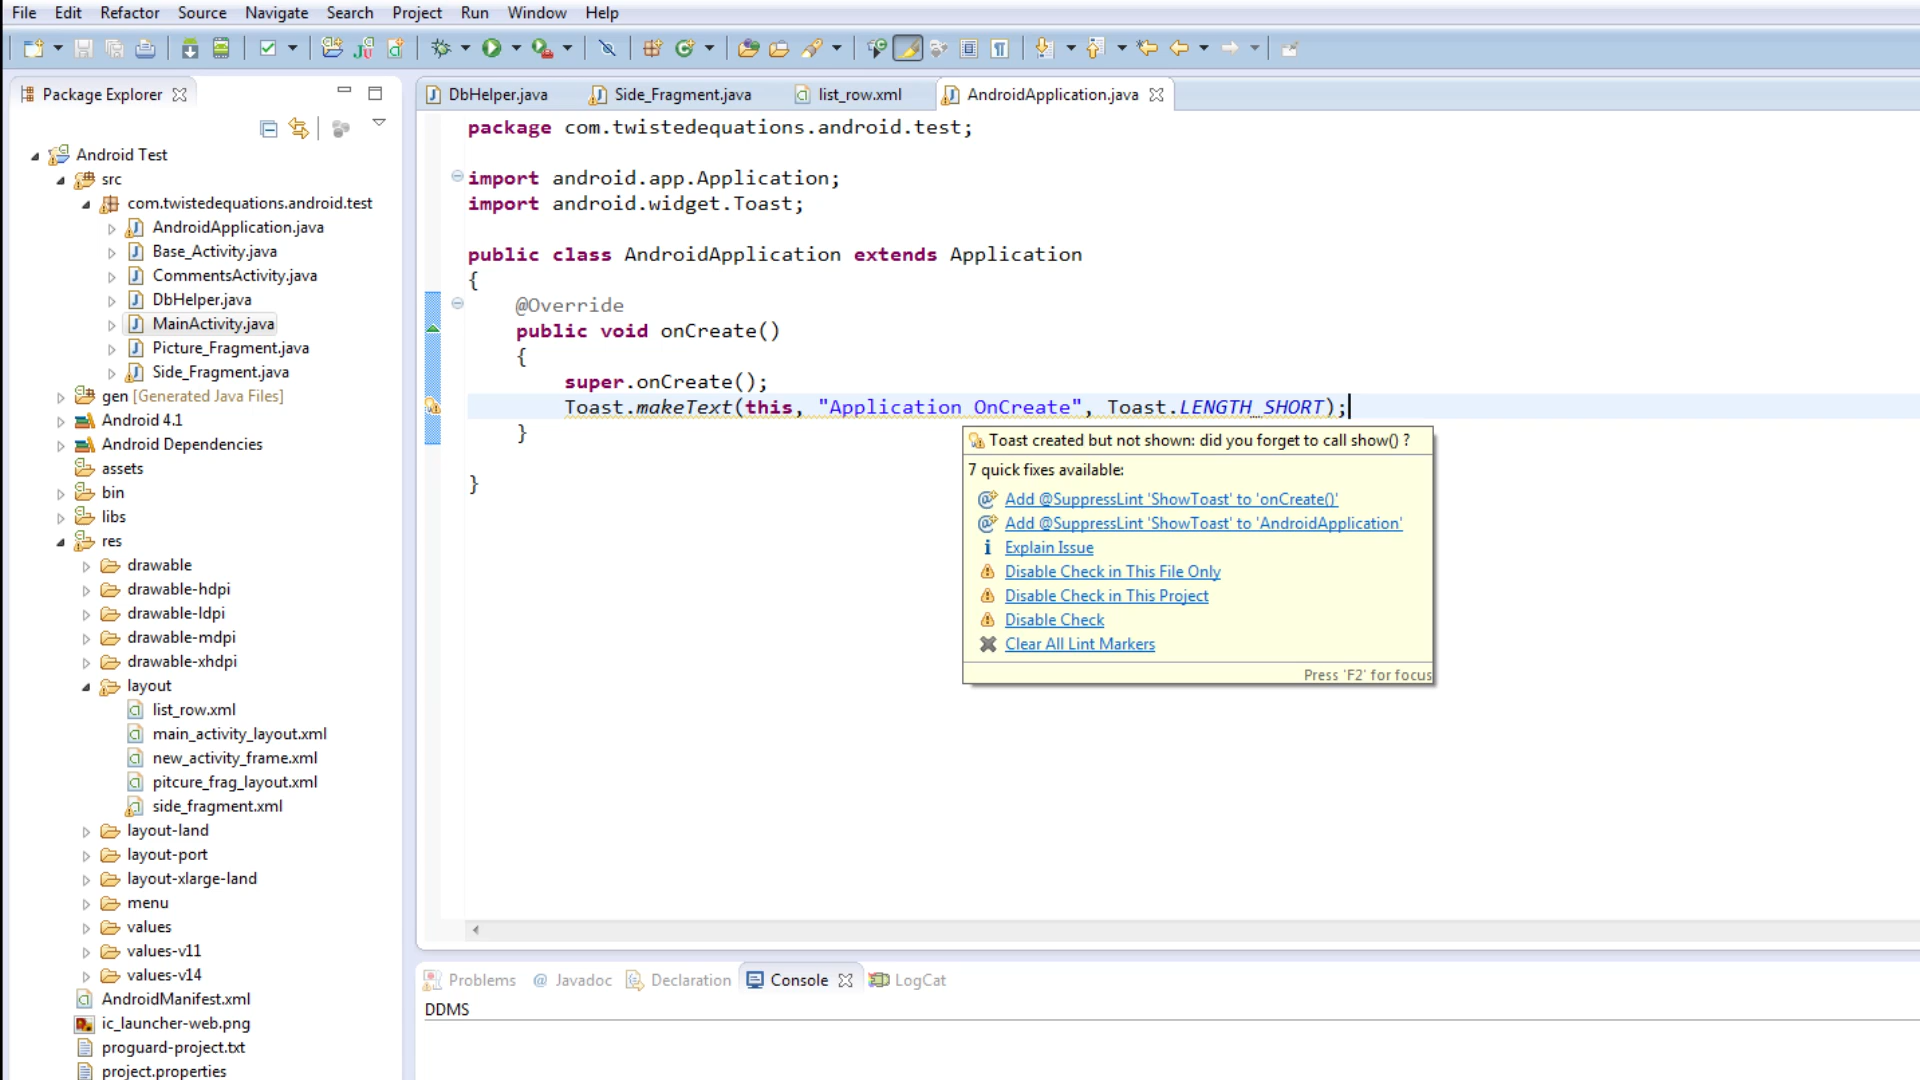 File Edit Refactor Source Navigate Search Project Run Window Help
Package Explorer
DbHelper.java Side_Fragment.java list_row.xml AndroidApplication.java
Android Test
src
com.twistedequations.android.test
AndroidApplication.java
Base_Activity.java
CommentsActivity.java
DbHelper.java
MainActivity.java
Picture_Fragment.java
Side_Fragment.java
gen [Generated Java Files]
Android 4.1
Android Dependencies
assets
bin
libs
res
drawable
drawable-hdpi
drawable-ldpi
drawable-mdpi
drawable-xhdpi
layout
list_row.xml
main_activity_layout.xml
new_activity_frame.xml
pitcure_frag_layout.xml
side_fragment.xml
layout-land
layout-port
layout-xlarge-land
menu
values
values-v11
values-v14
AndroidManifest.xml
ic_launcher-web.png
proguard-project.txt
project.properties
package com.twistedequations.android.test;
import android.app.Application;
import android.widget.Toast;
public class AndroidApplication extends Application
{
@Override
public void onCreate()
{
super.onCreate();
Toast.makeText(this, "Application OnCreate", Toast.LENGTH_SHORT);
}
}
Toast created but not shown: did you forget to call show() ?
7 quick fixes available:
Add @SuppressLint 'ShowToast' to 'onCreate()'
Add @SuppressLint 'ShowToast' to 'AndroidApplication'
Explain Issue
Disable Check in This File Only
Disable Check in This Project
Disable Check
Clear All Lint Markers
Press 'F2' for focus
Problems @ Javadoc Declaration Console LogCat
DDMS